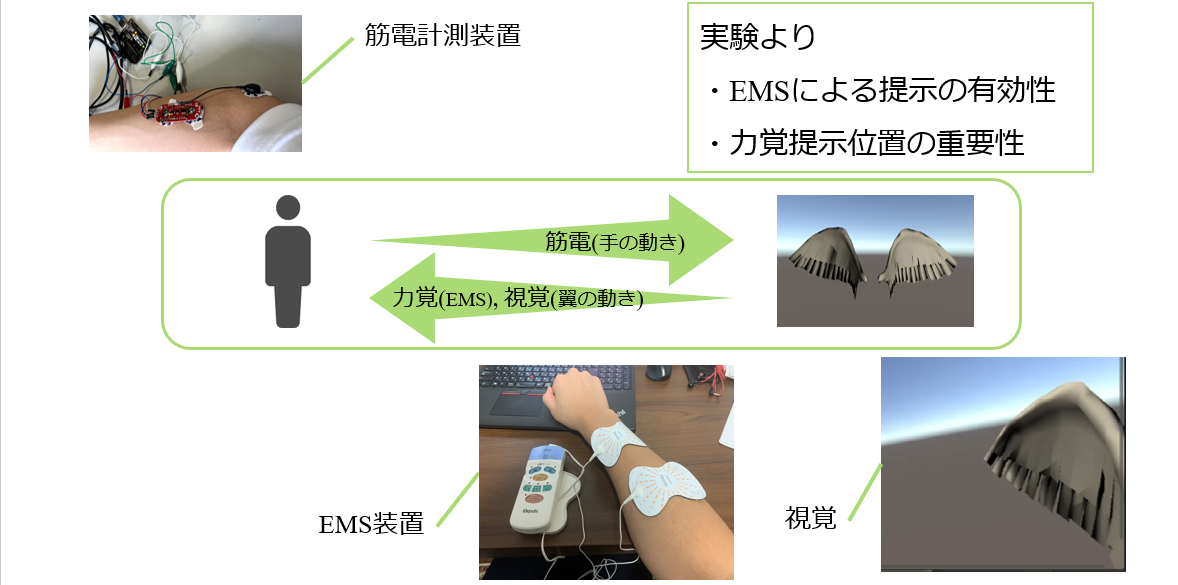 筋電計測装置
実験より
・EMSによる提示の有効性
・力覚提示位置の重要性
筋電(手の動き)
力覚(EMS), 視覚(翼の動き)
EMS装置
視覚